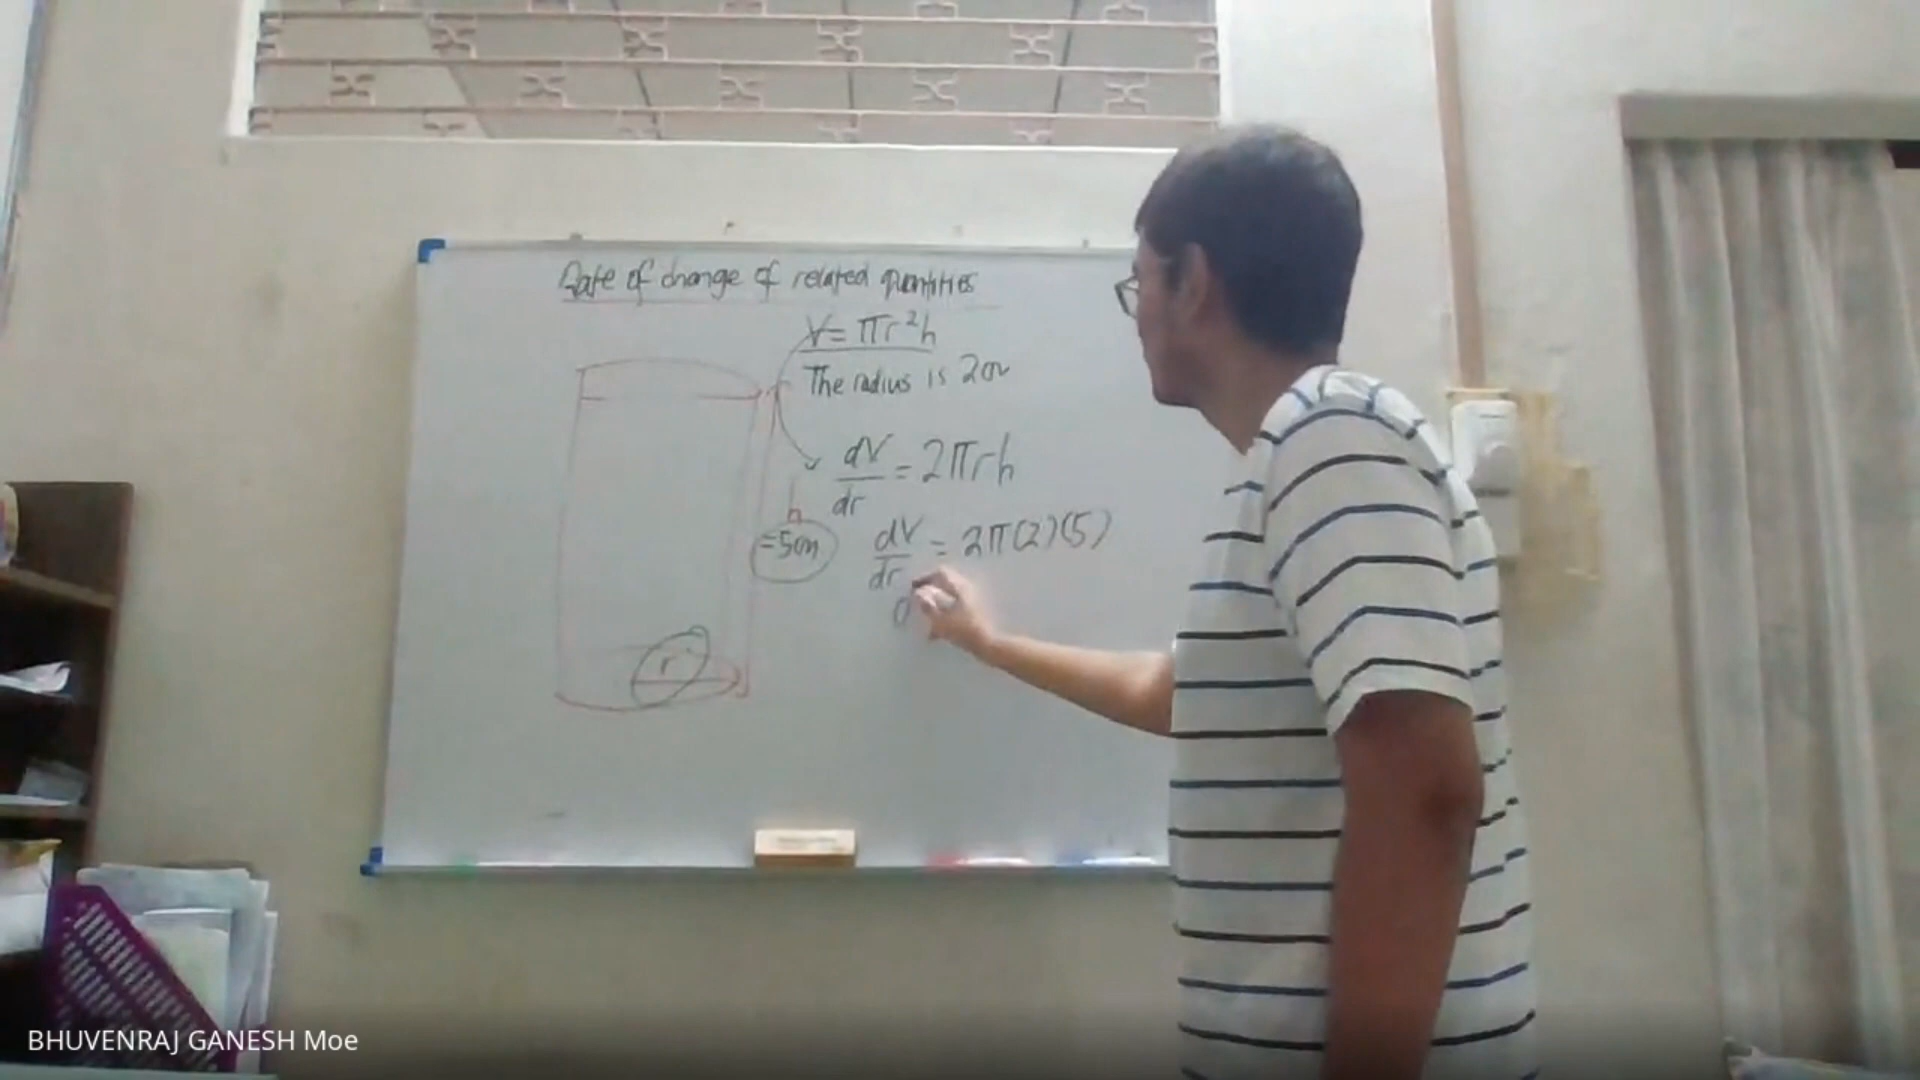 Rate of change of related quantities
V = πr²h
The radius is 2cm
dV/dr = 2πrh
h
= 5cm
dV/dr = 2π(2)(5)
d
r
BHUVENRAJ GANESH Moe